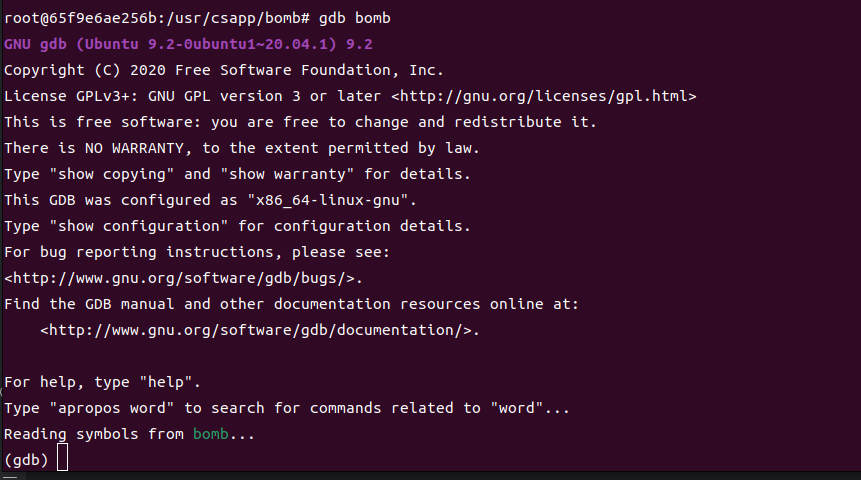 root@65f9e6ae256b:/usr/csapp/bomb# gdb bomb
GNU gdb (Ubuntu 9.2-0ubuntu1~20.04.1) 9.2
Copyright (C) 2020 Free Software Foundation, Inc.
License GPLv3+: GNU GPL version 3 or later <http://gnu.org/licenses/gpl.html>
This is free software: you are free to change and redistribute it.
There is NO WARRANTY, to the extent permitted by law.
Type "show copying" and "show warranty" for details.
This GDB was configured as "x86_64-linux-gnu".
Type "show configuration" for configuration details.
For bug reporting instructions, please see:
<http://www.gnu.org/software/gdb/bugs/>.
Find the GDB manual and other documentation resources online at:
    <http://www.gnu.org/software/gdb/documentation/>.

For help, type "help".
Type "apropos word" to search for commands related to "word"...
Reading symbols from bomb...
(gdb)